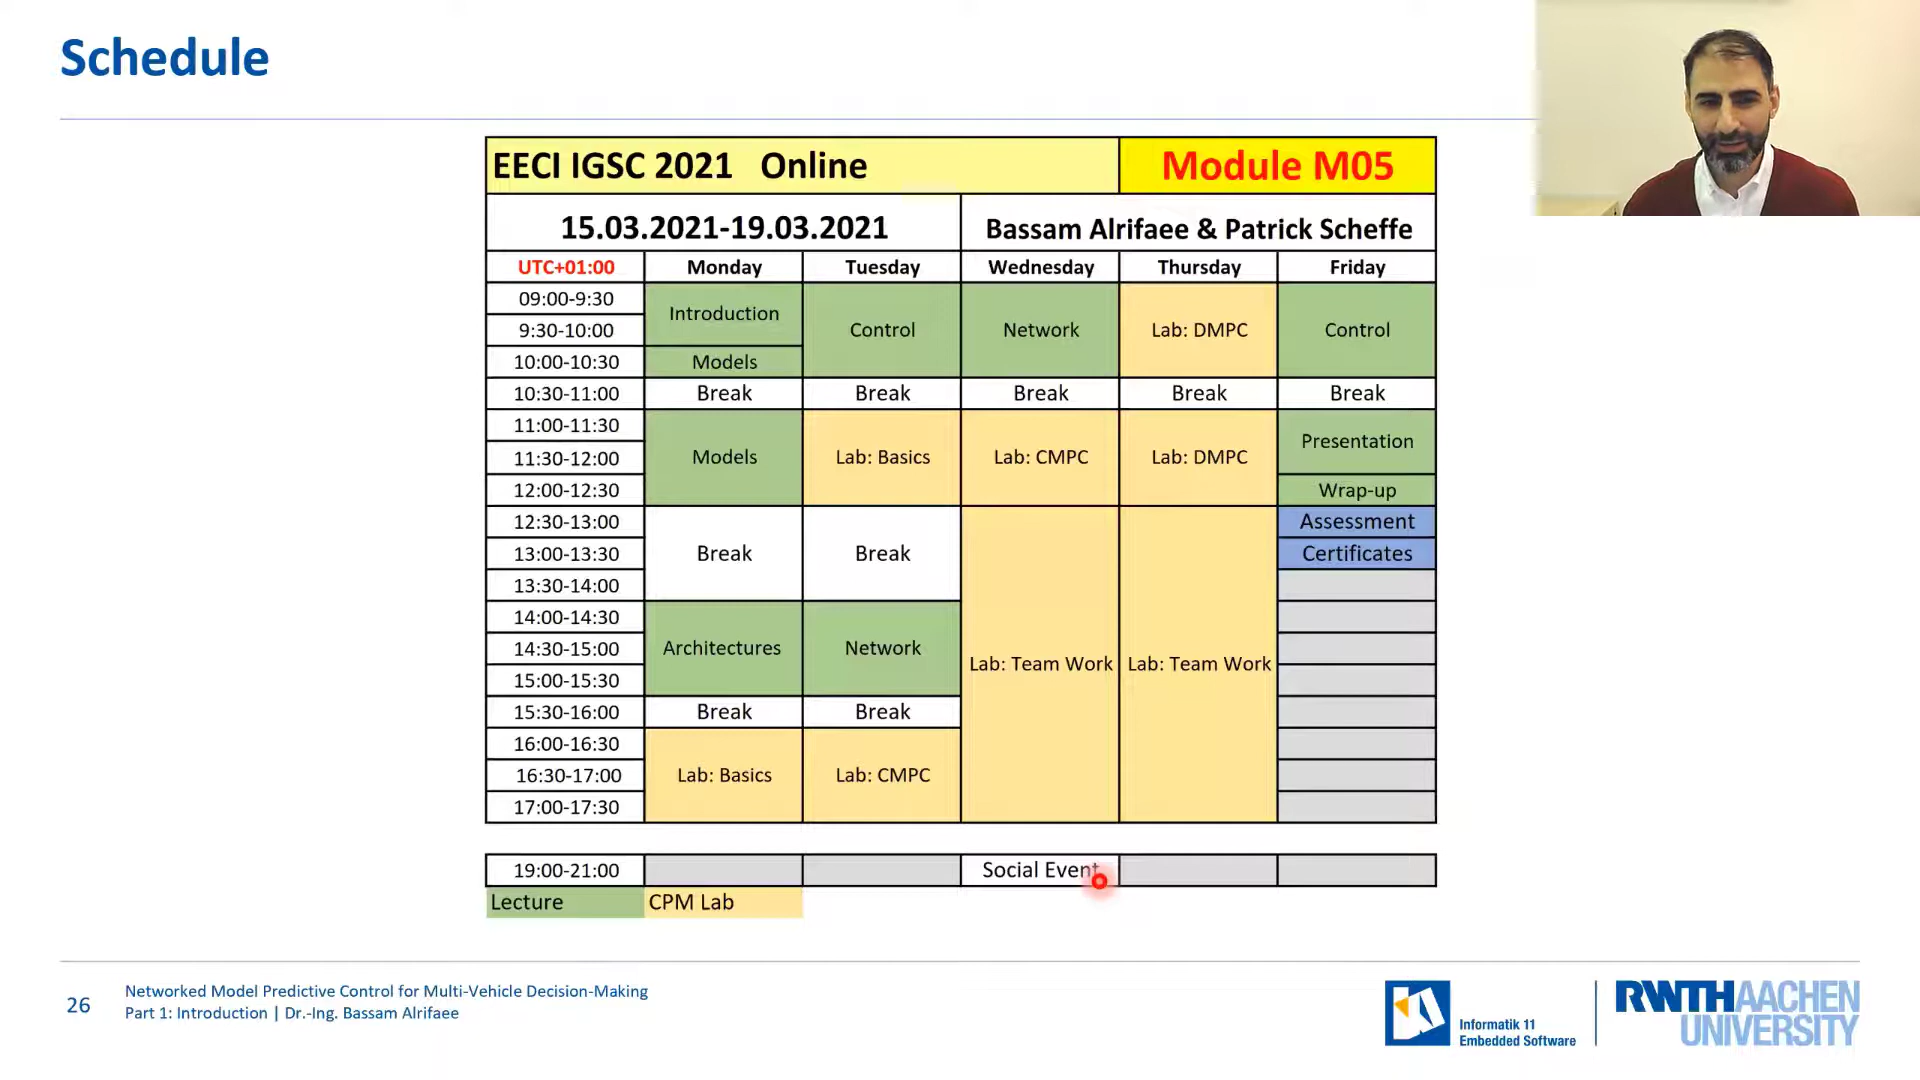 Schedule
EECI IGSC 2021 Online Module M05
15.03.2021-19.03.2021 Bassam Alrifaee & Patrick Scheffe
UTC+01:00 Monday Tuesday Wednesday Thursday Friday
09:00-9:30
Introduction
9:30-10:00 Control Network Lab: DMPC Control
10:00-10:30 Models
10:30-11:00 Break Break Break Break Break
11:00-11:30
Presentation
11:30-12:00 Models Lab: Basics Lab: CMPC Lab: DMPC
12:00-12:30 Wrap-up
12:30-13:00 Assessment
13:00-13:30 Break Break Certificates
13:30-14:00
14:00-14:30
14:30-15:00 Architectures Network
Lab: Team Work Lab: Team Work
15:00-15:30
15:30-16:00 Break Break
16:00-16:30
16:30-17:00 Lab: Basics Lab: CMPC
17:00-17:30
19:00-21:00 Social Event
Lecture CPM Lab
26
Networked Model Predictive Control for Multi-Vehicle Decision-Making
Part 1: Introduction | Dr.-Ing. Bassam Alrifaee
Informatik 11
Embedded Software
RWTH AACHEN
UNIVERSITY